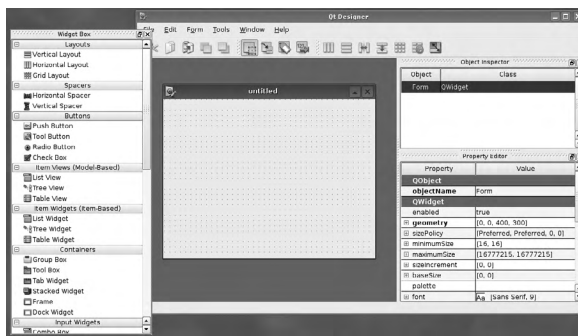 Qt Designer
Edit Form Tools Window Help
Widget Box
Layouts
Vertical Layout
Horizontal Layout
Grid Layout
Spacers
Horizontal Spacer
Vertical Spacer
Buttons
Push Button
Tool Button
Radio Button
Check Box
Item Views (Model-Based)
List View
Tree View
Table View
Item Widgets (Item-Based)
List Widget
Tree Widget
Table Widget
Containers
Group Box
Tool Box
Tab Widget
Stacked Widget
Frame
Dock Widget
Input Widgets
Combo Box
untitled
Object Inspector
Object Class
Form QWidget
Property Editor
Property Value
QObject
objectName Form
QWidget
enabled true
geometry [0, 0, 400, 300]
sizePolicy [Preferred, Preferred, 0, 0]
minimumSize [16, 16]
maximumSize [16777215, 16777215]
sizeIncrement [0, 0]
baseSize [0, 0]
palette
font Aa [Sans Serif, 9]